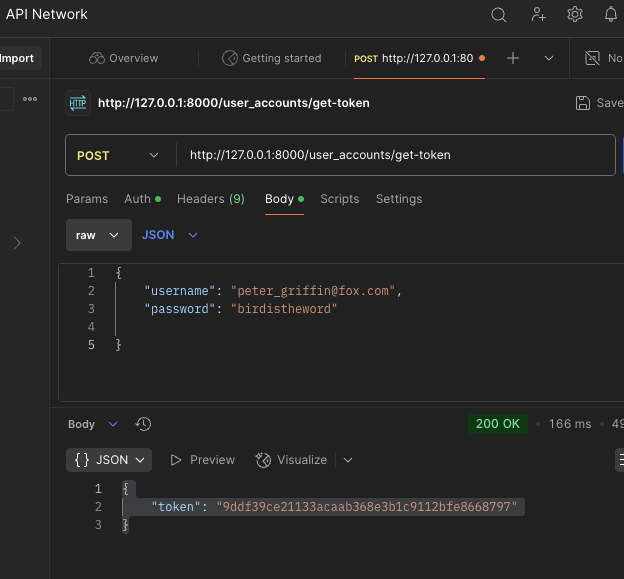 API Network
Import
Overview
Getting started
POST http://127.0.0.1:80
No
HTTP http://127.0.0.1:8000/user_accounts/get-token
Save
POST
http://127.0.0.1:8000/user_accounts/get-token
Params Auth Headers (9) Body Scripts Settings
raw JSON
1 {
2 "username": "peter_griffin@fox.com",
3 "password": "birdistheword"
4
5 }
Body 200 OK 166 ms 49
{} JSON Preview Visualize
1 {
2 "token": "9ddf39ce21133acaab368e3b1c9112bfe8668797"
3 }